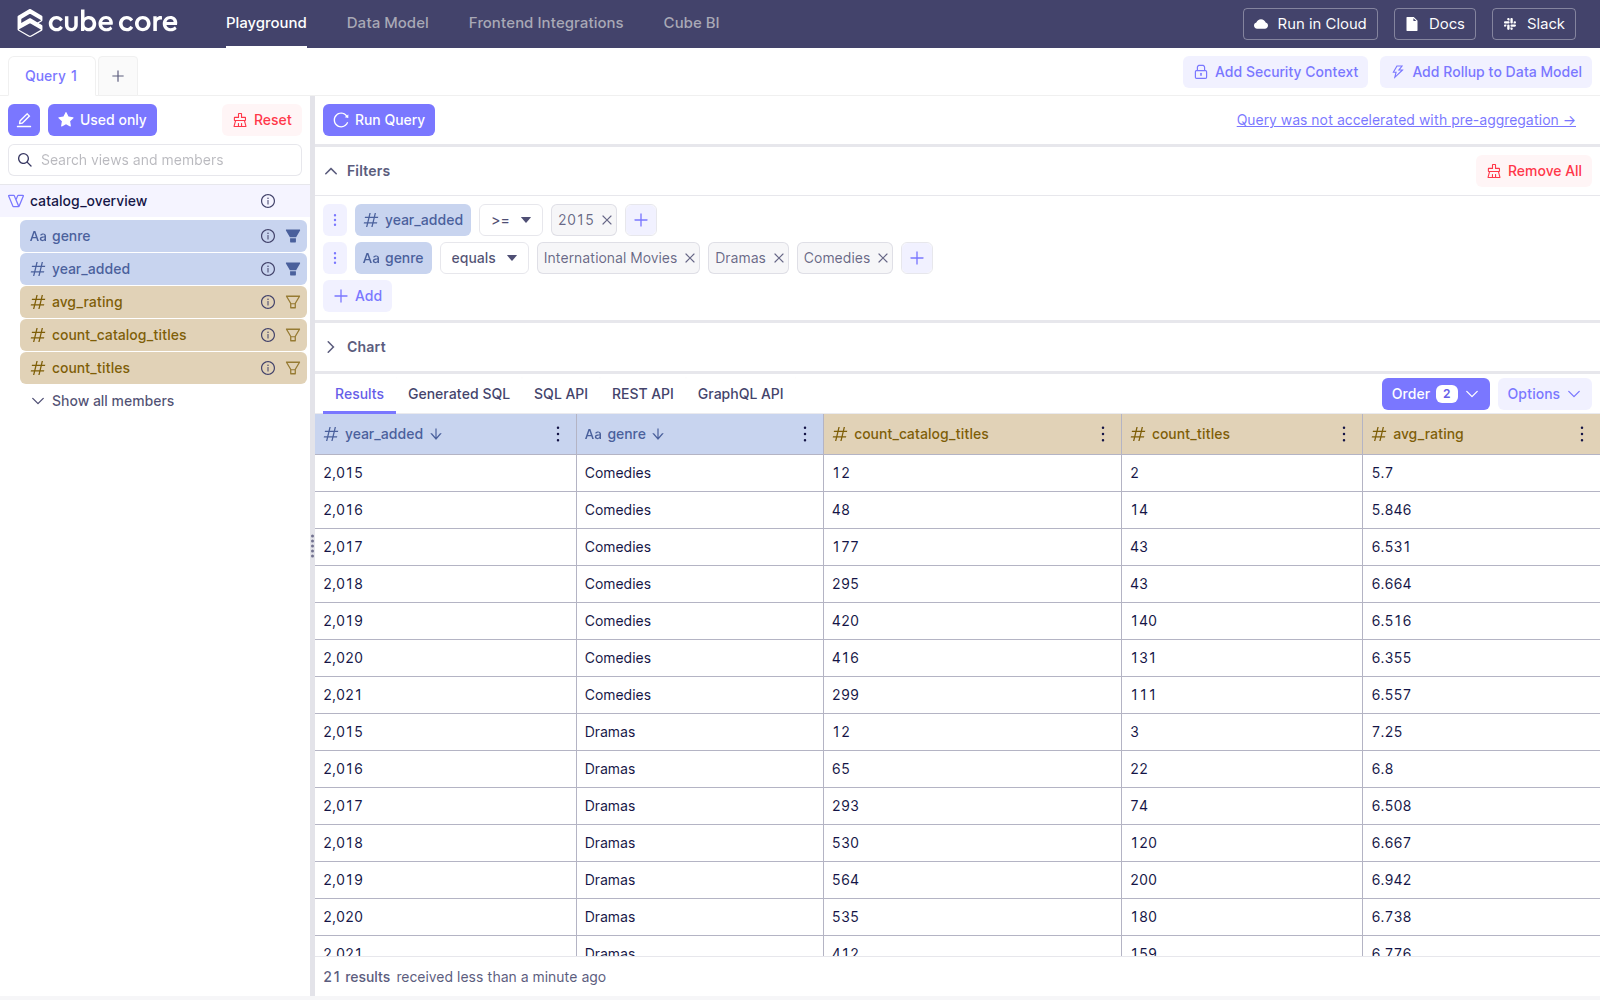 cube core
Playground
Data Model
Frontend Integrations
Cube BI
Run in Cloud
Docs
Slack
Query 1
Add Security Context
Add Rollup to Data Model
Used only
Reset
Run Query
Query was not accelerated with pre-aggregation →
Search views and members
catalog_overview
Aa genre
# year_added
# avg_rating
# count_catalog_titles
# count_titles
Show all members
Filters
Remove All
# year_added >= 2015
Aa genre equals International Movies Dramas Comedies
Add
Chart
Results
Generated SQL
SQL API
REST API
GraphQL API
Order 2
Options
# year_added Aa genre # count_catalog_titles # count_titles # avg_rating
2,015 Comedies 12 2 5.7
2,016 Comedies 48 14 5.846
2,017 Comedies 177 43 6.531
2,018 Comedies 295 43 6.664
2,019 Comedies 420 140 6.516
2,020 Comedies 416 131 6.355
2,021 Comedies 299 111 6.557
2,015 Dramas 12 3 7.25
2,016 Dramas 65 22 6.8
2,017 Dramas 293 74 6.508
2,018 Dramas 530 120 6.667
2,019 Dramas 564 200 6.942
2,020 Dramas 535 180 6.738
2,021 Dramas 412 159 6.776
21 results received less than a minute ago